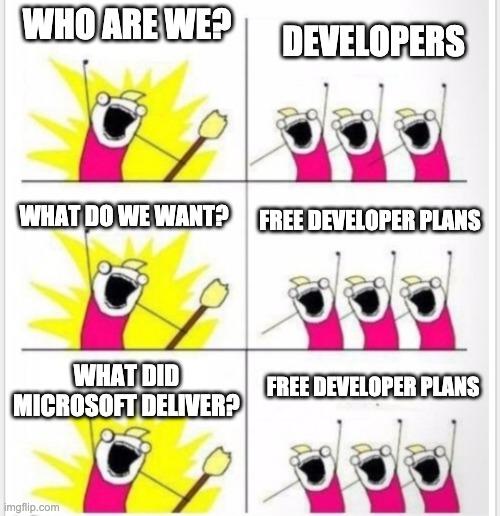 WHO ARE WE?
DEVELOPERS
WHAT DO WE WANT?
FREE DEVELOPER PLANS
WHAT DID
MICROSOFT DELIVER?
FREE DEVELOPER PLANS
imgflip.com